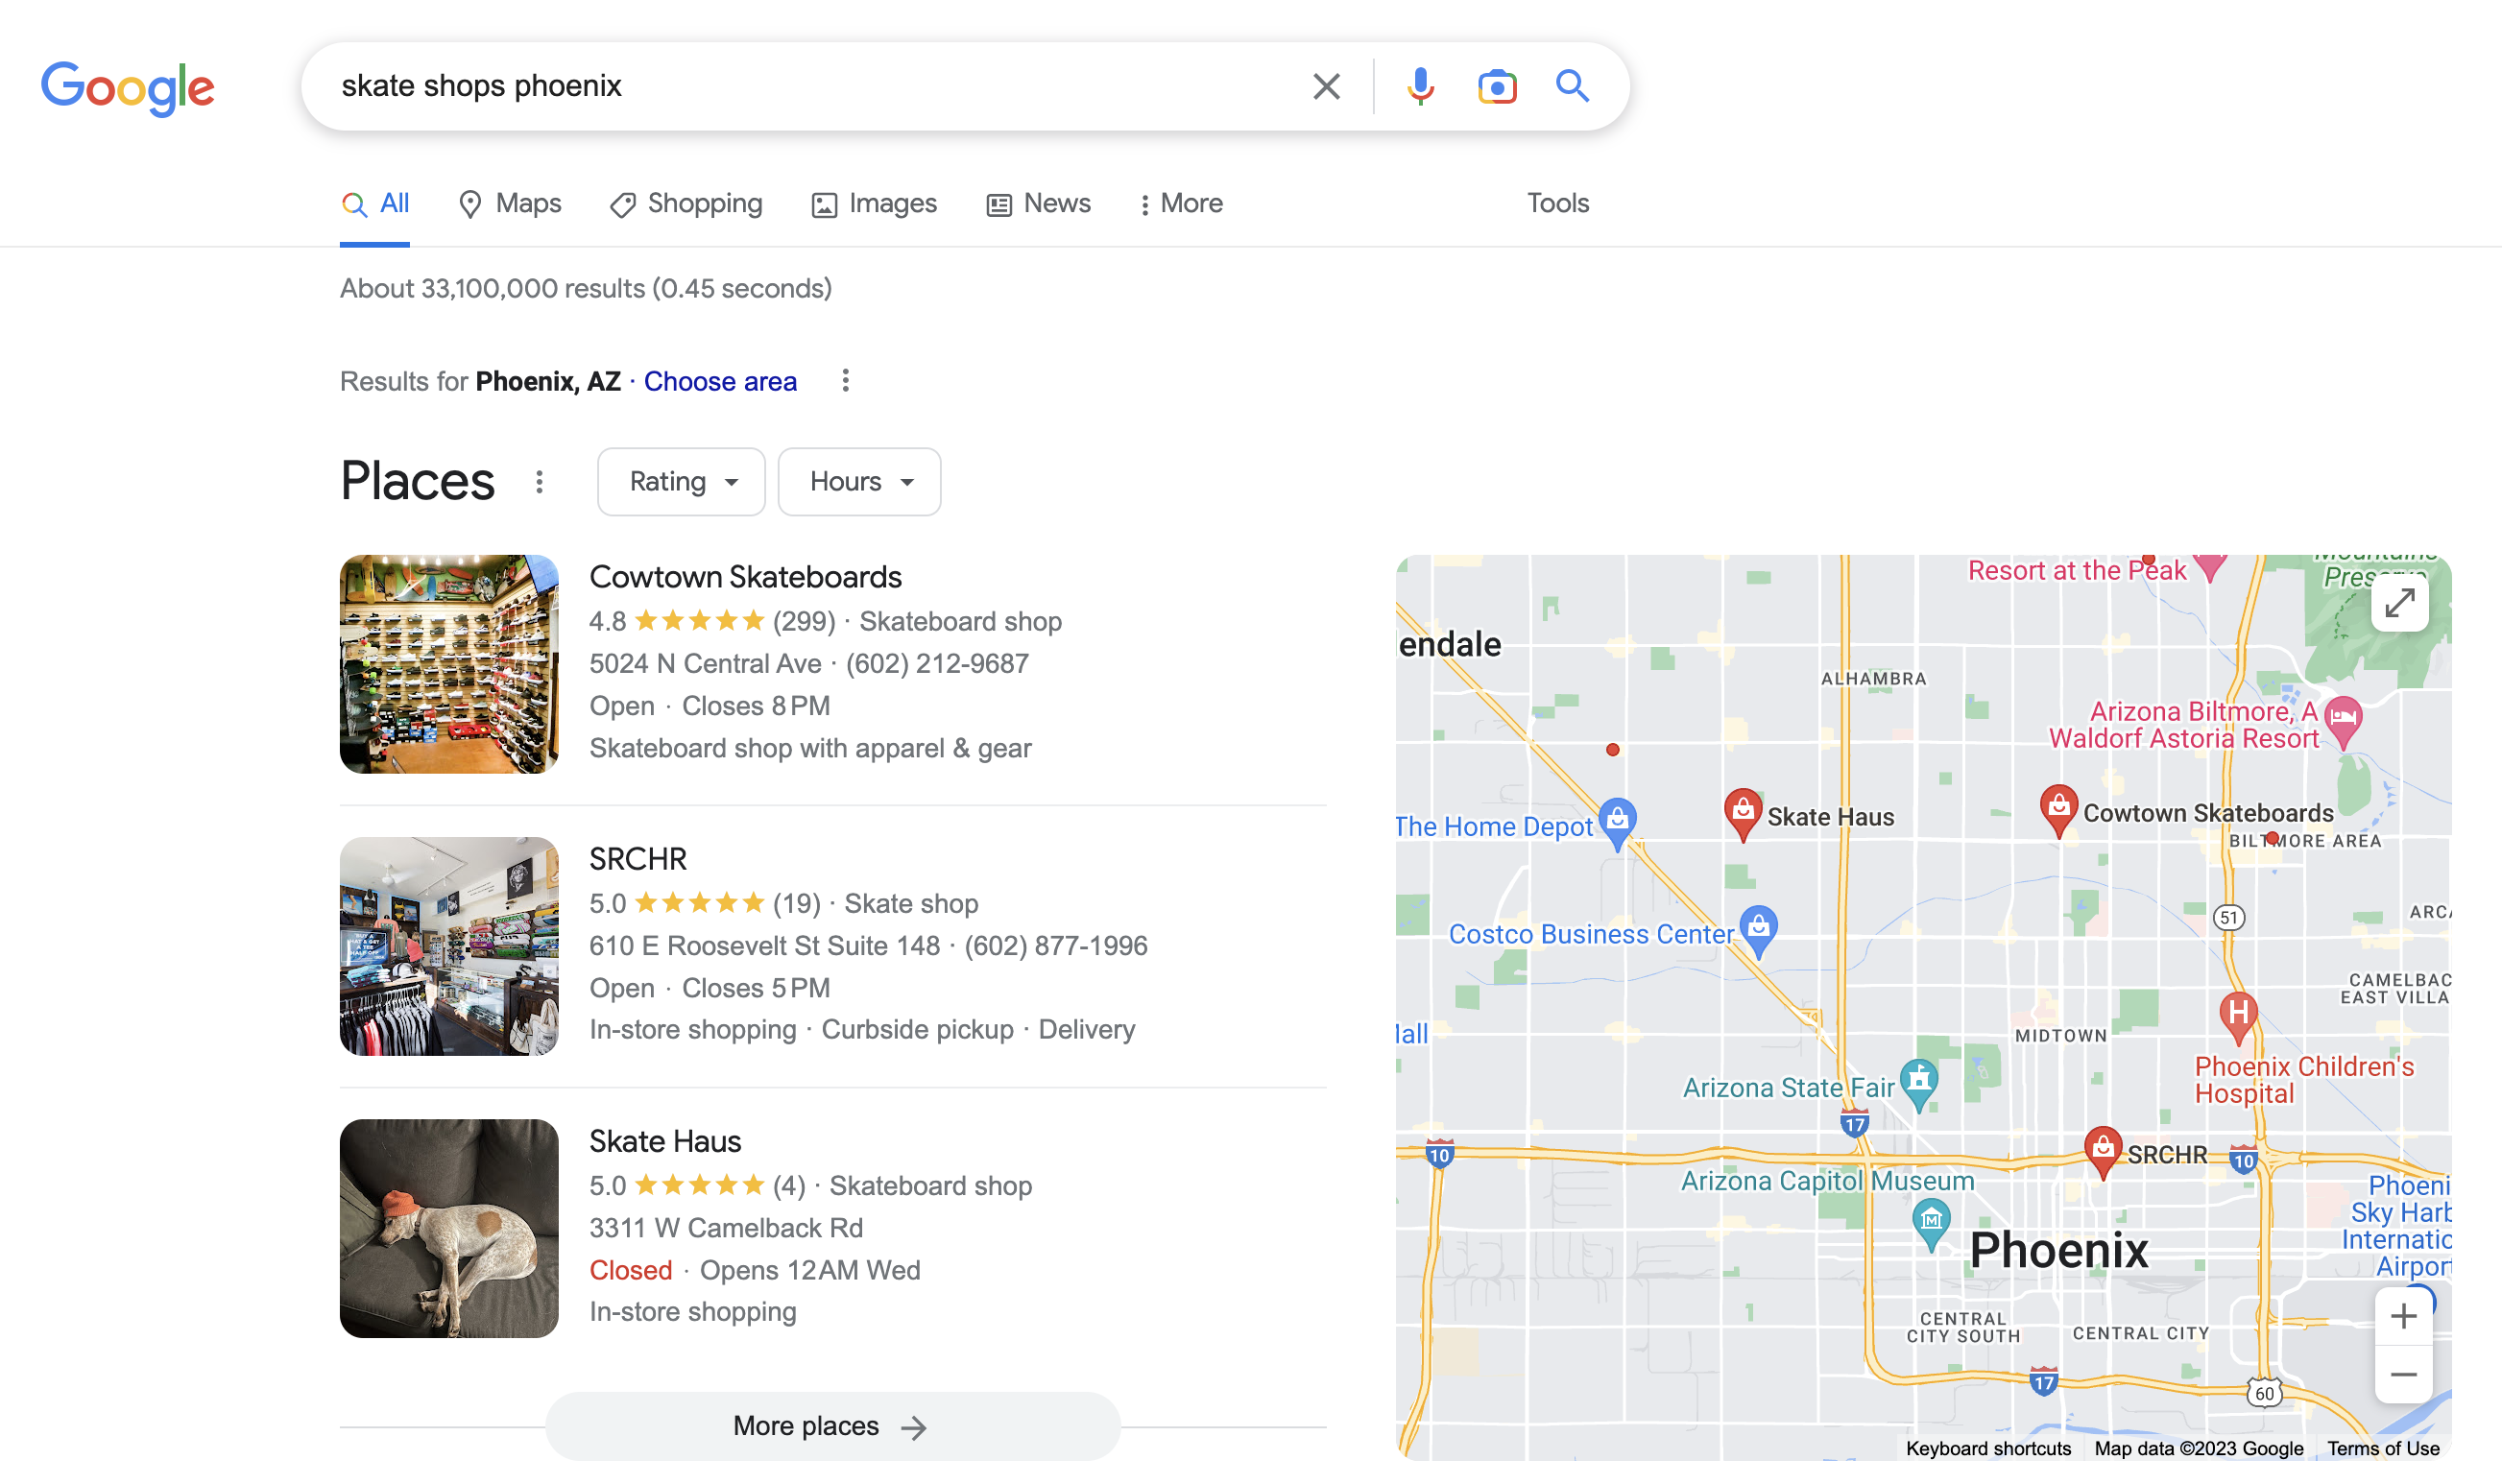 Google
skate shops phoenix
All
Maps
Shopping
Images
News
More
Tools
About 33,100,000 results (0.45 seconds)
Results for Phoenix, AZ · Choose area
Places
Rating
Hours
Cowtown Skateboards
4.8 (299) · Skateboard shop
5024 N Central Ave · (602) 212-9687
Open · Closes 8 PM
Skateboard shop with apparel & gear
SRCHR
5.0 (19) · Skate shop
610 E Roosevelt St Suite 148 · (602) 877-1996
Open · Closes 5 PM
In-store shopping · Curbside pickup · Delivery
Skate Haus
5.0 (4) · Skateboard shop
3311 W Camelback Rd
Closed · Opens 12 AM Wed
In-store shopping
More places
Resort at the Peak
endale
ALHAMBRA
Arizona Biltmore, A
Waldorf Astoria Resort
The Home Depot
Skate Haus
Cowtown Skateboards
BILTMORE AREA
51
Costco Business Center
ARCA
CAMELBAC
EAST VILLA
H
MIDTOWN
Phoenix Children's
Hospital
Arizona State Fair
17
10
SRCHR
10
Arizona Capitol Museum
M
Phoeni
Sky Harb
Internatio
Airport
Phoenix
CENTRAL
CITY SOUTH
CENTRAL CITY
17
60
Keyboard shortcuts
Map data ©2023 Google
Terms of Use